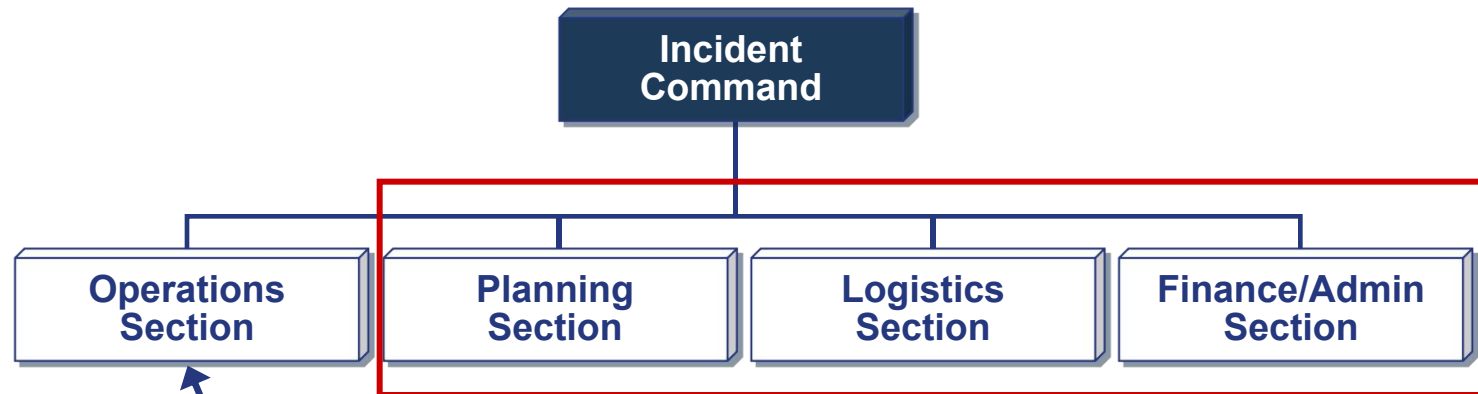 Incident
Command
Operations
Section
Planning
Section
Logistics
Section
Finance/Admin
Section